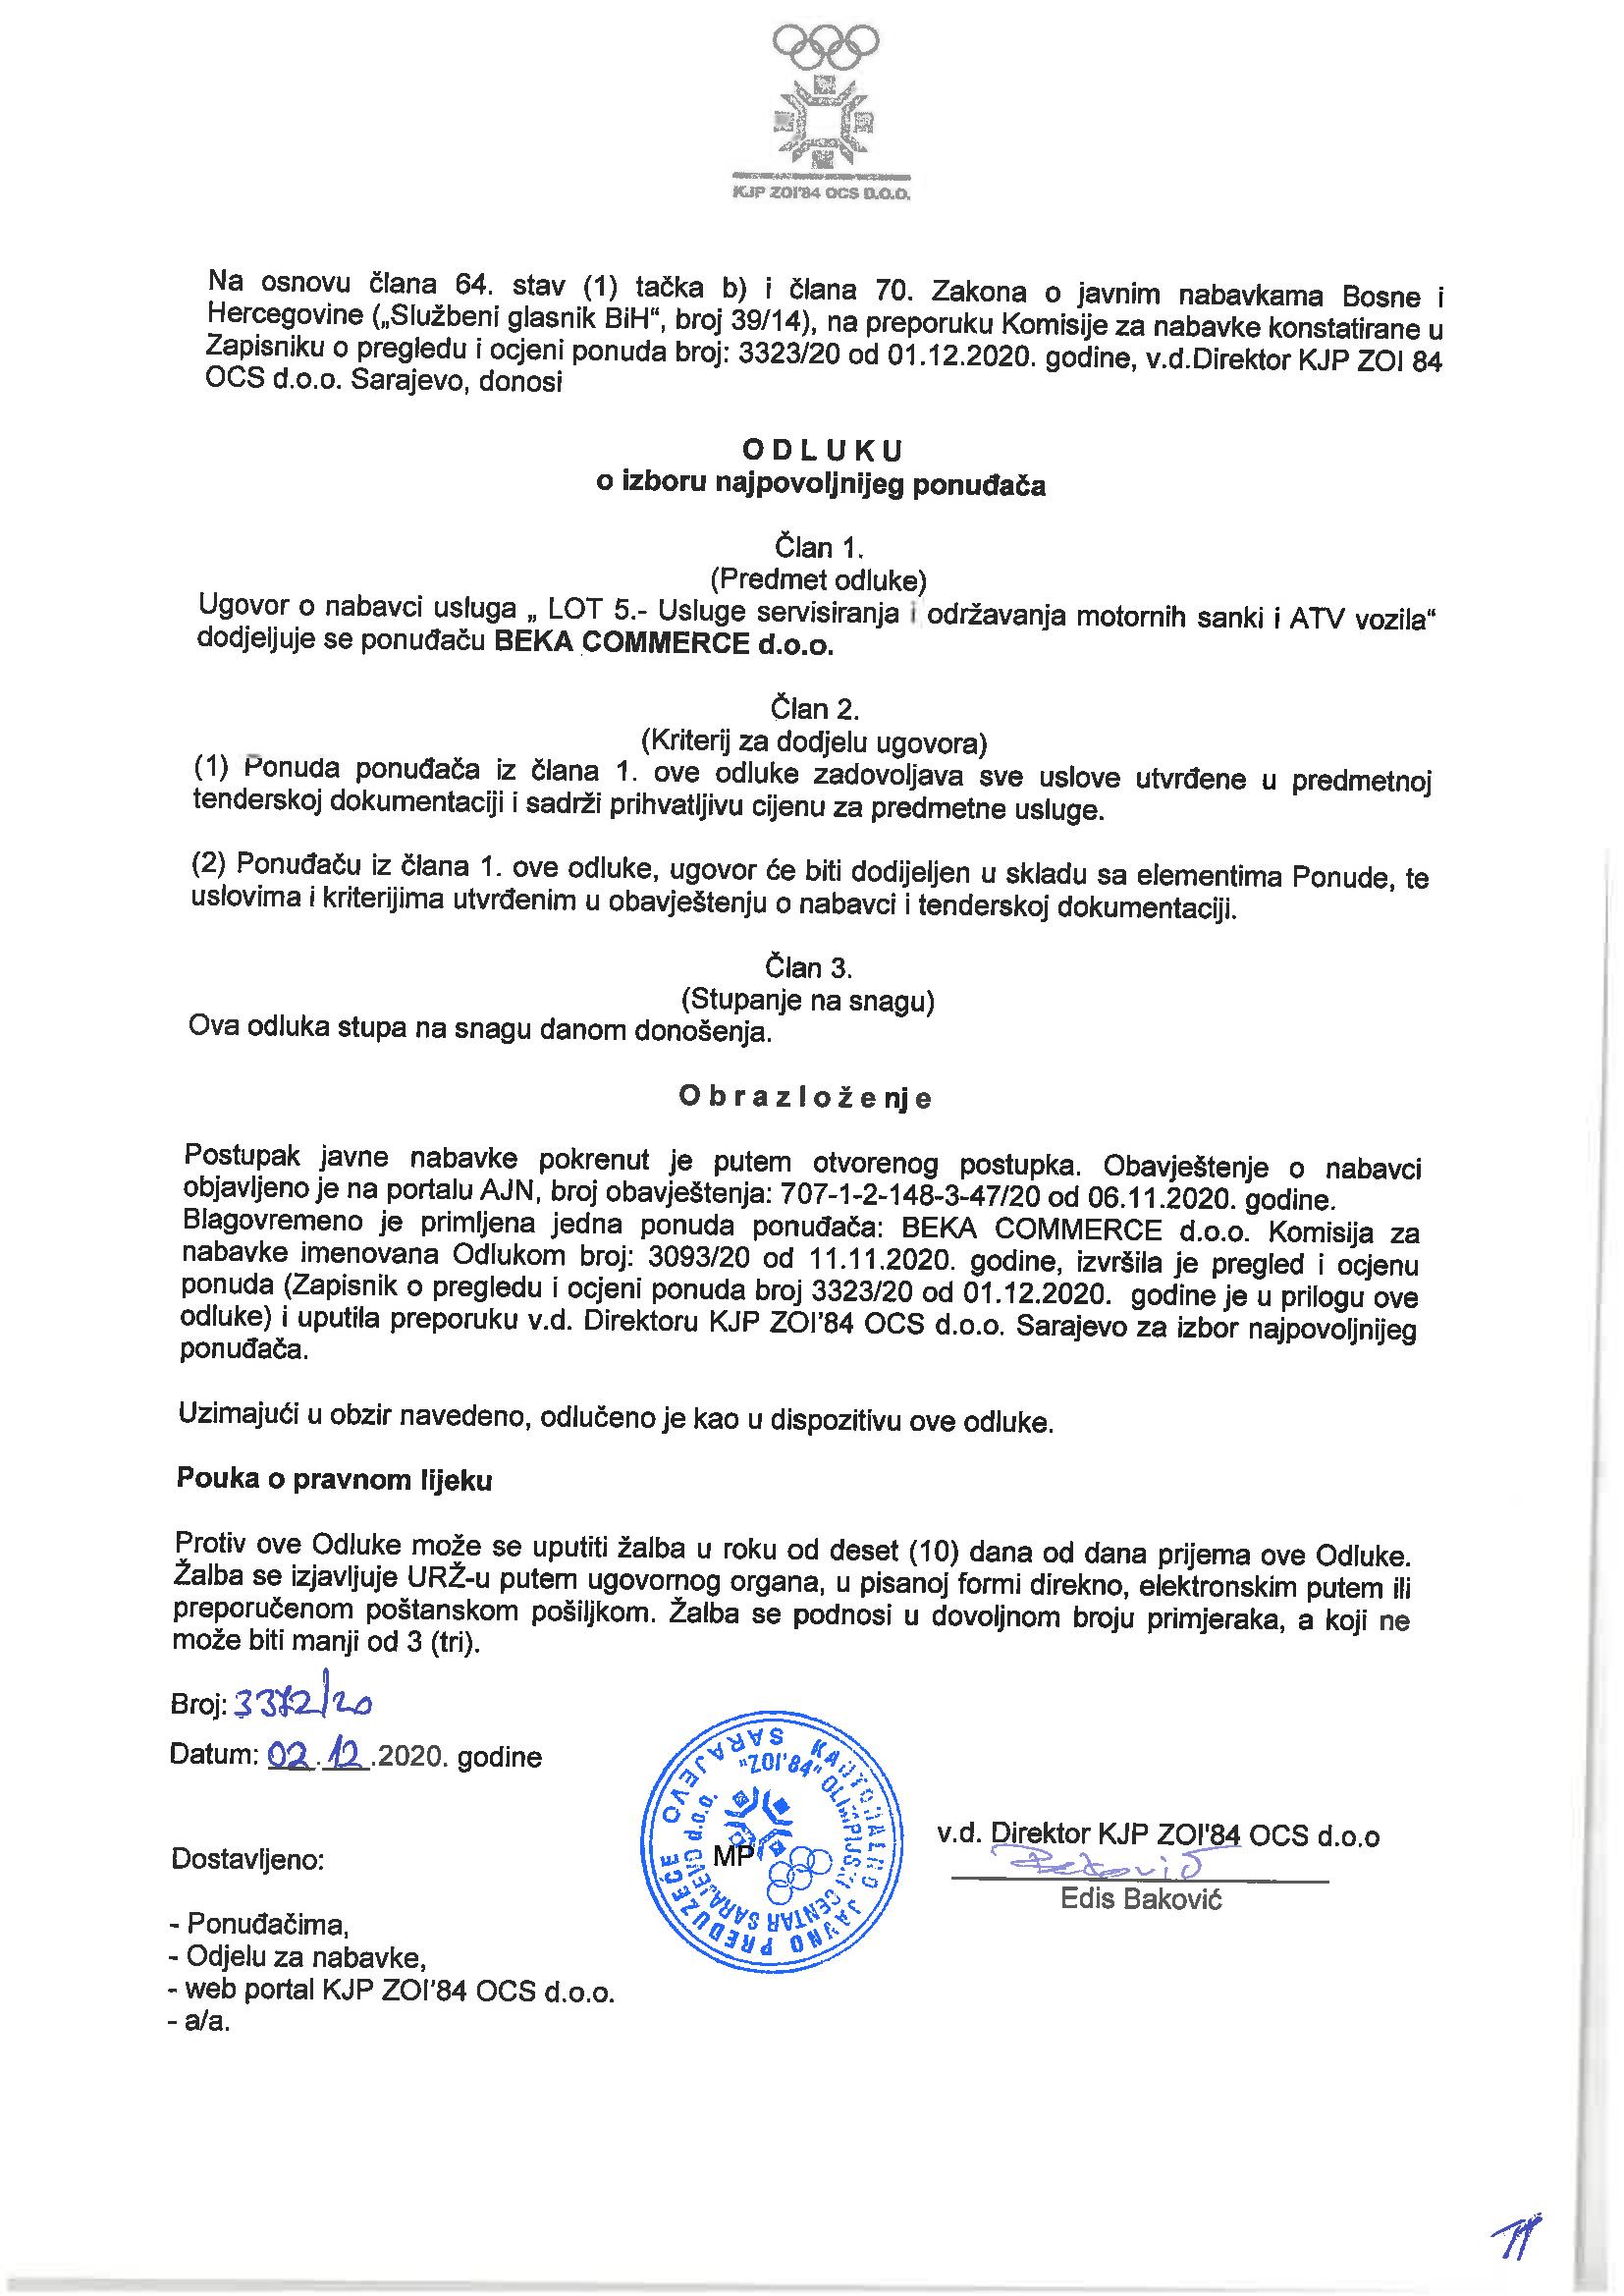 KJP ZOI'84 OCS D.O.O.
Na osnovu člana 64. stav (1) tačka b) i člana 70. Zakona o javnim nabavkama Bosne i
Hercegovine („Službeni glasnik BiH“, broj 39/14), na preporuku Komisije za nabavke konstatirane u
Zapisniku o pregledu i ocjeni ponuda broj: 3323/20 od 01.12.2020. godine, v.d.Direktor KJP ZOI 84
OCS d.o.o. Sarajevo, donosi
O D L U K U
o izboru najpovoljnijeg ponuđača
Član 1.
(Predmet odluke)
Ugovor o nabavci usluga „ LOT 5.- Usluge servisiranja i održavanja motornih sanki i ATV vozila“
dodjeljuje se ponuđaču BEKA COMMERCE d.o.o.
Član 2.
(Kriterij za dodjelu ugovora)
(1) Ponuda ponuđača iz člana 1. ove odluke zadovoljava sve uslove utvrđene u predmetnoj
tenderskoj dokumentaciji i sadrži prihvatljivu cijenu za predmetne usluge.
(2) Ponuđaču iz člana 1. ove odluke, ugovor će biti dodijeljen u skladu sa elementima Ponude, te
uslovima i kriterijima utvrđenim u obavještenju o nabavci i tenderskoj dokumentaciji.
Član 3.
(Stupanje na snagu)
Ova odluka stupa na snagu danom donošenja.
O b r a z l o ž e nj e
Postupak javne nabavke pokrenut je putem otvorenog postupka. Obavještenje o nabavci
objavljeno je na portalu AJN, broj obavještenja: 707-1-2-148-3-47/20 od 06.11.2020. godine.
Blagovremeno je primljena jedna ponuda ponuđača: BEKA COMMERCE d.o.o. Komisija za
nabavke imenovana Odlukom broj: 3093/20 od 11.11.2020. godine, izvršila je pregled i ocjenu
ponuda (Zapisnik o pregledu i ocjeni ponuda broj 3323/20 od 01.12.2020. godine je u prilogu ove
odluke) i uputila preporuku v.d. Direktoru KJP ZOI'84 OCS d.o.o. Sarajevo za izbor najpovoljnijeg
ponuđača.
Uzimajući u obzir navedeno, odlučeno je kao u dispozitivu ove odluke.
Pouka o pravnom lijeku
Protiv ove Odluke može se uputiti žalba u roku od deset (10) dana od dana prijema ove Odluke.
Žalba se izjavljuje URŽ-u putem ugovornog organa, u pisanoj formi direkno, elektronskim putem ili
preporučenom poštanskom pošiljkom. Žalba se podnosi u dovoljnom broju primjeraka, a koji ne
može biti manji od 3 (tri).
Broj: 3372/20
Datum: 02.12.2020. godine
KANTONALNO JAVNO PREDUZEĆE SARAJEVO
"ZOI'84" OLIMPIJSKI CENTAR SARAJEVO d.o.o.
MP
v.d. Direktor KJP ZOI'84 OCS d.o.o
Baković
Edis Baković
Dostavljeno:
- Ponuđačima,
- Odjelu za nabavke,
- web portal KJP ZOI'84 OCS d.o.o.
- a/a.